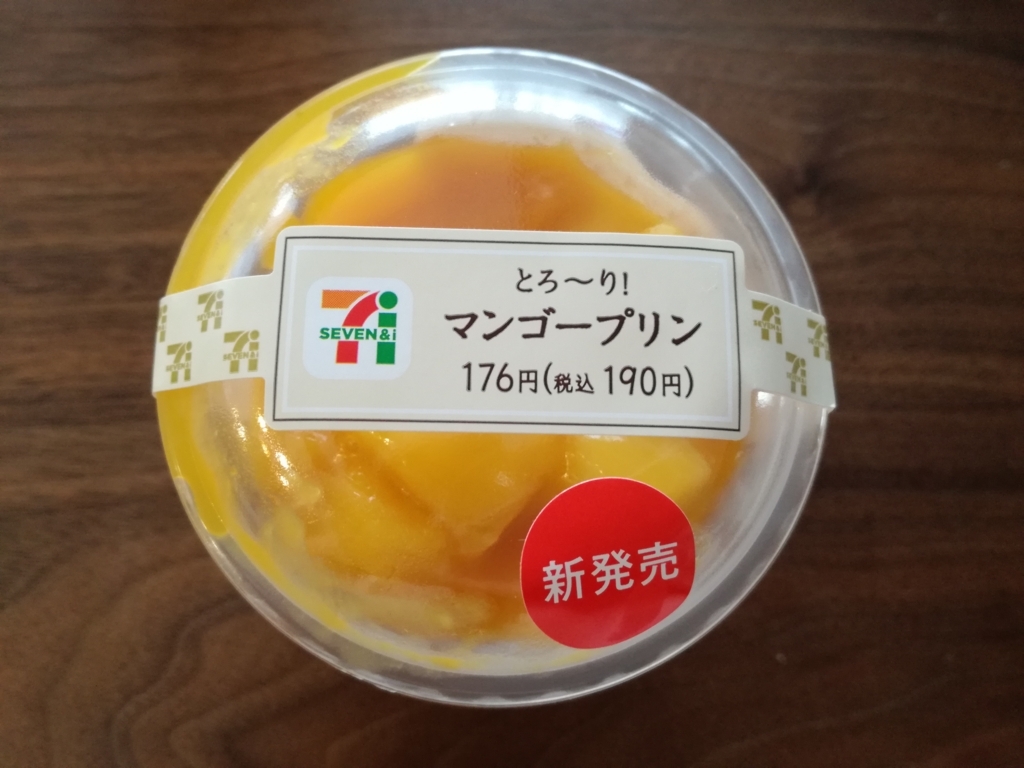 とろ〜り!
マンゴープリン
176円(税込 190円)
SEVEN&i
新発売